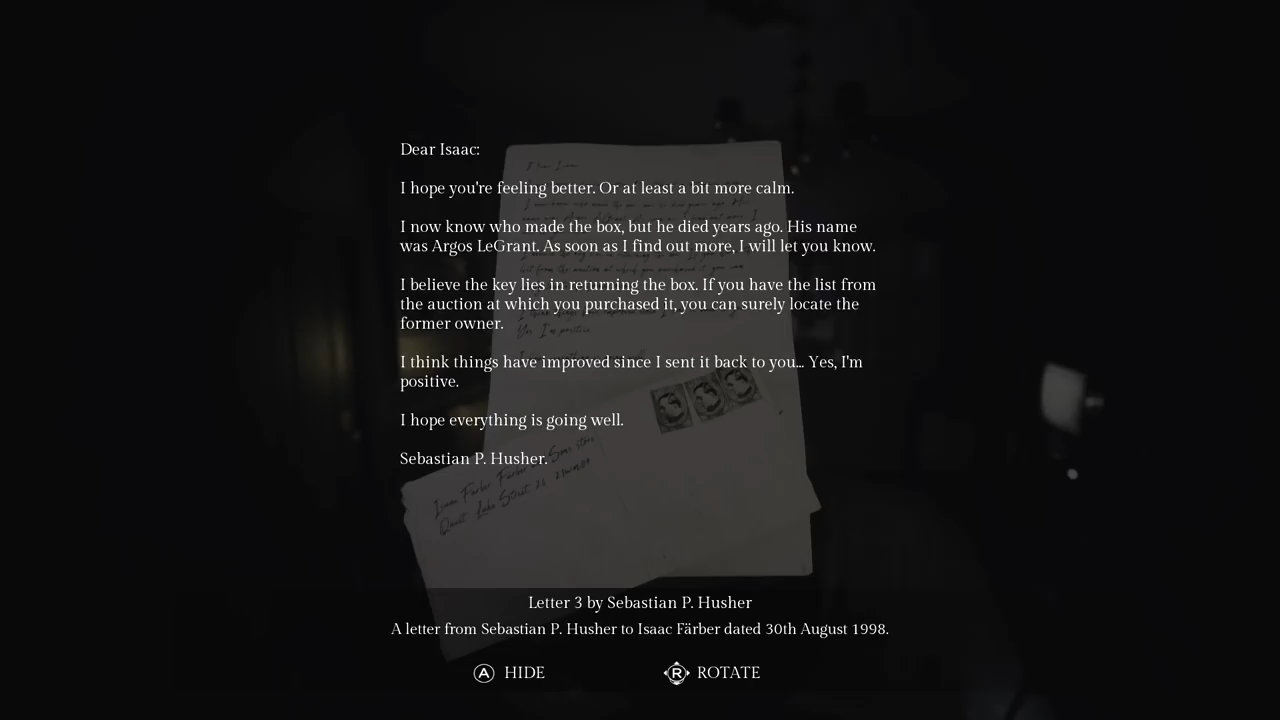 Dear Isaac:
I hope you're feeling better. Or at least a bit more calm.
I now know who made the box, but he died years ago. His name
was Argos LeGrant. As soon as I find out more, I will let you know.
I believe the key lies in returning the box. If you have the list from
the auction at which you purchased it, you can surely locate the
former owner.
I think things have improved since I sent it back to you... Yes, I'm
positive.
I hope everything is going well.
Sebastian P. Husher.
Letter 3 by Sebastian P. Husher
A letter from Sebastian P. Husher to Isaac Färber dated 30th August 1998.
A HIDE
R ROTATE